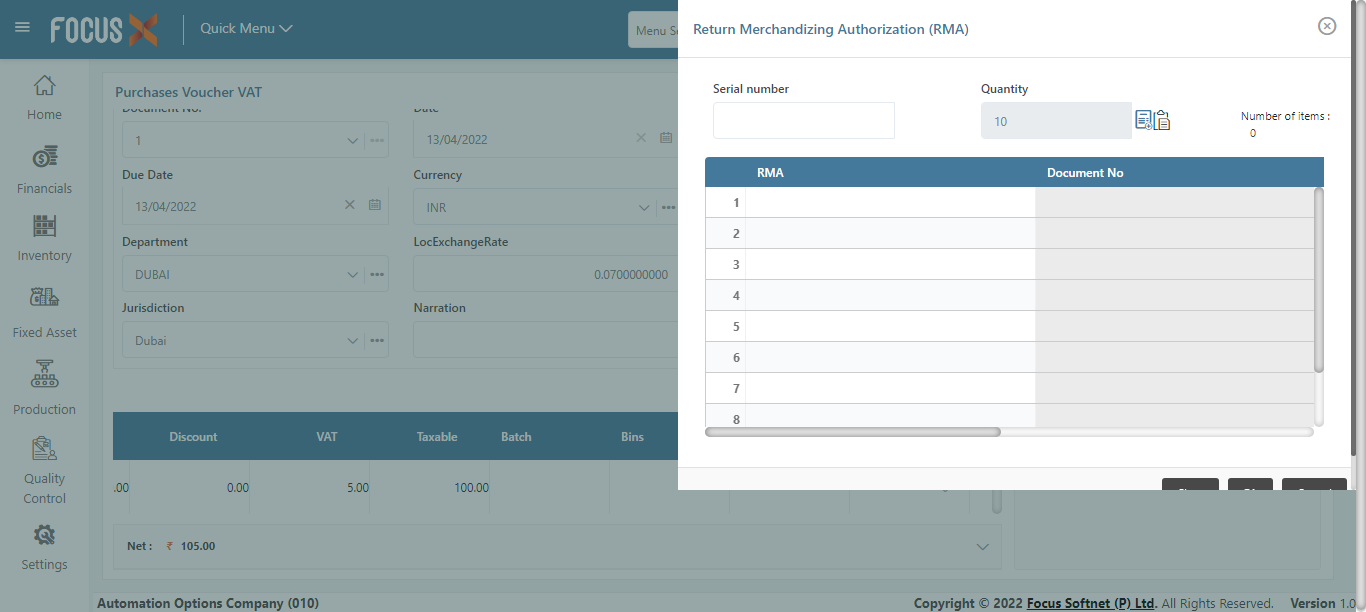 FOCUS
Quick Menu
Menu
Home
Financials
Inventory
Fixed Asset
Production
Quality
Control
Settings
Purchases Voucher VAT
Document No.
Date
1
13/04/2022
Due Date
Currency
13/04/2022
INR
Department
LocExchangeRate
DUBAI
0.0700000000
Jurisdiction
Narration
Dubai
Discount VAT Taxable Batch Bins
.00 0.00 5.00 100.00
Net : ₹ 105.00
Return Merchandizing Authorization (RMA)
Serial number
Quantity
10
Number of items :
0
RMA Document No
1
2
3
4
5
6
7
8
Automation Options Company (010)
Copyright © 2022 Focus Softnet (P) Ltd. All Rights Reserved. Version 1.0